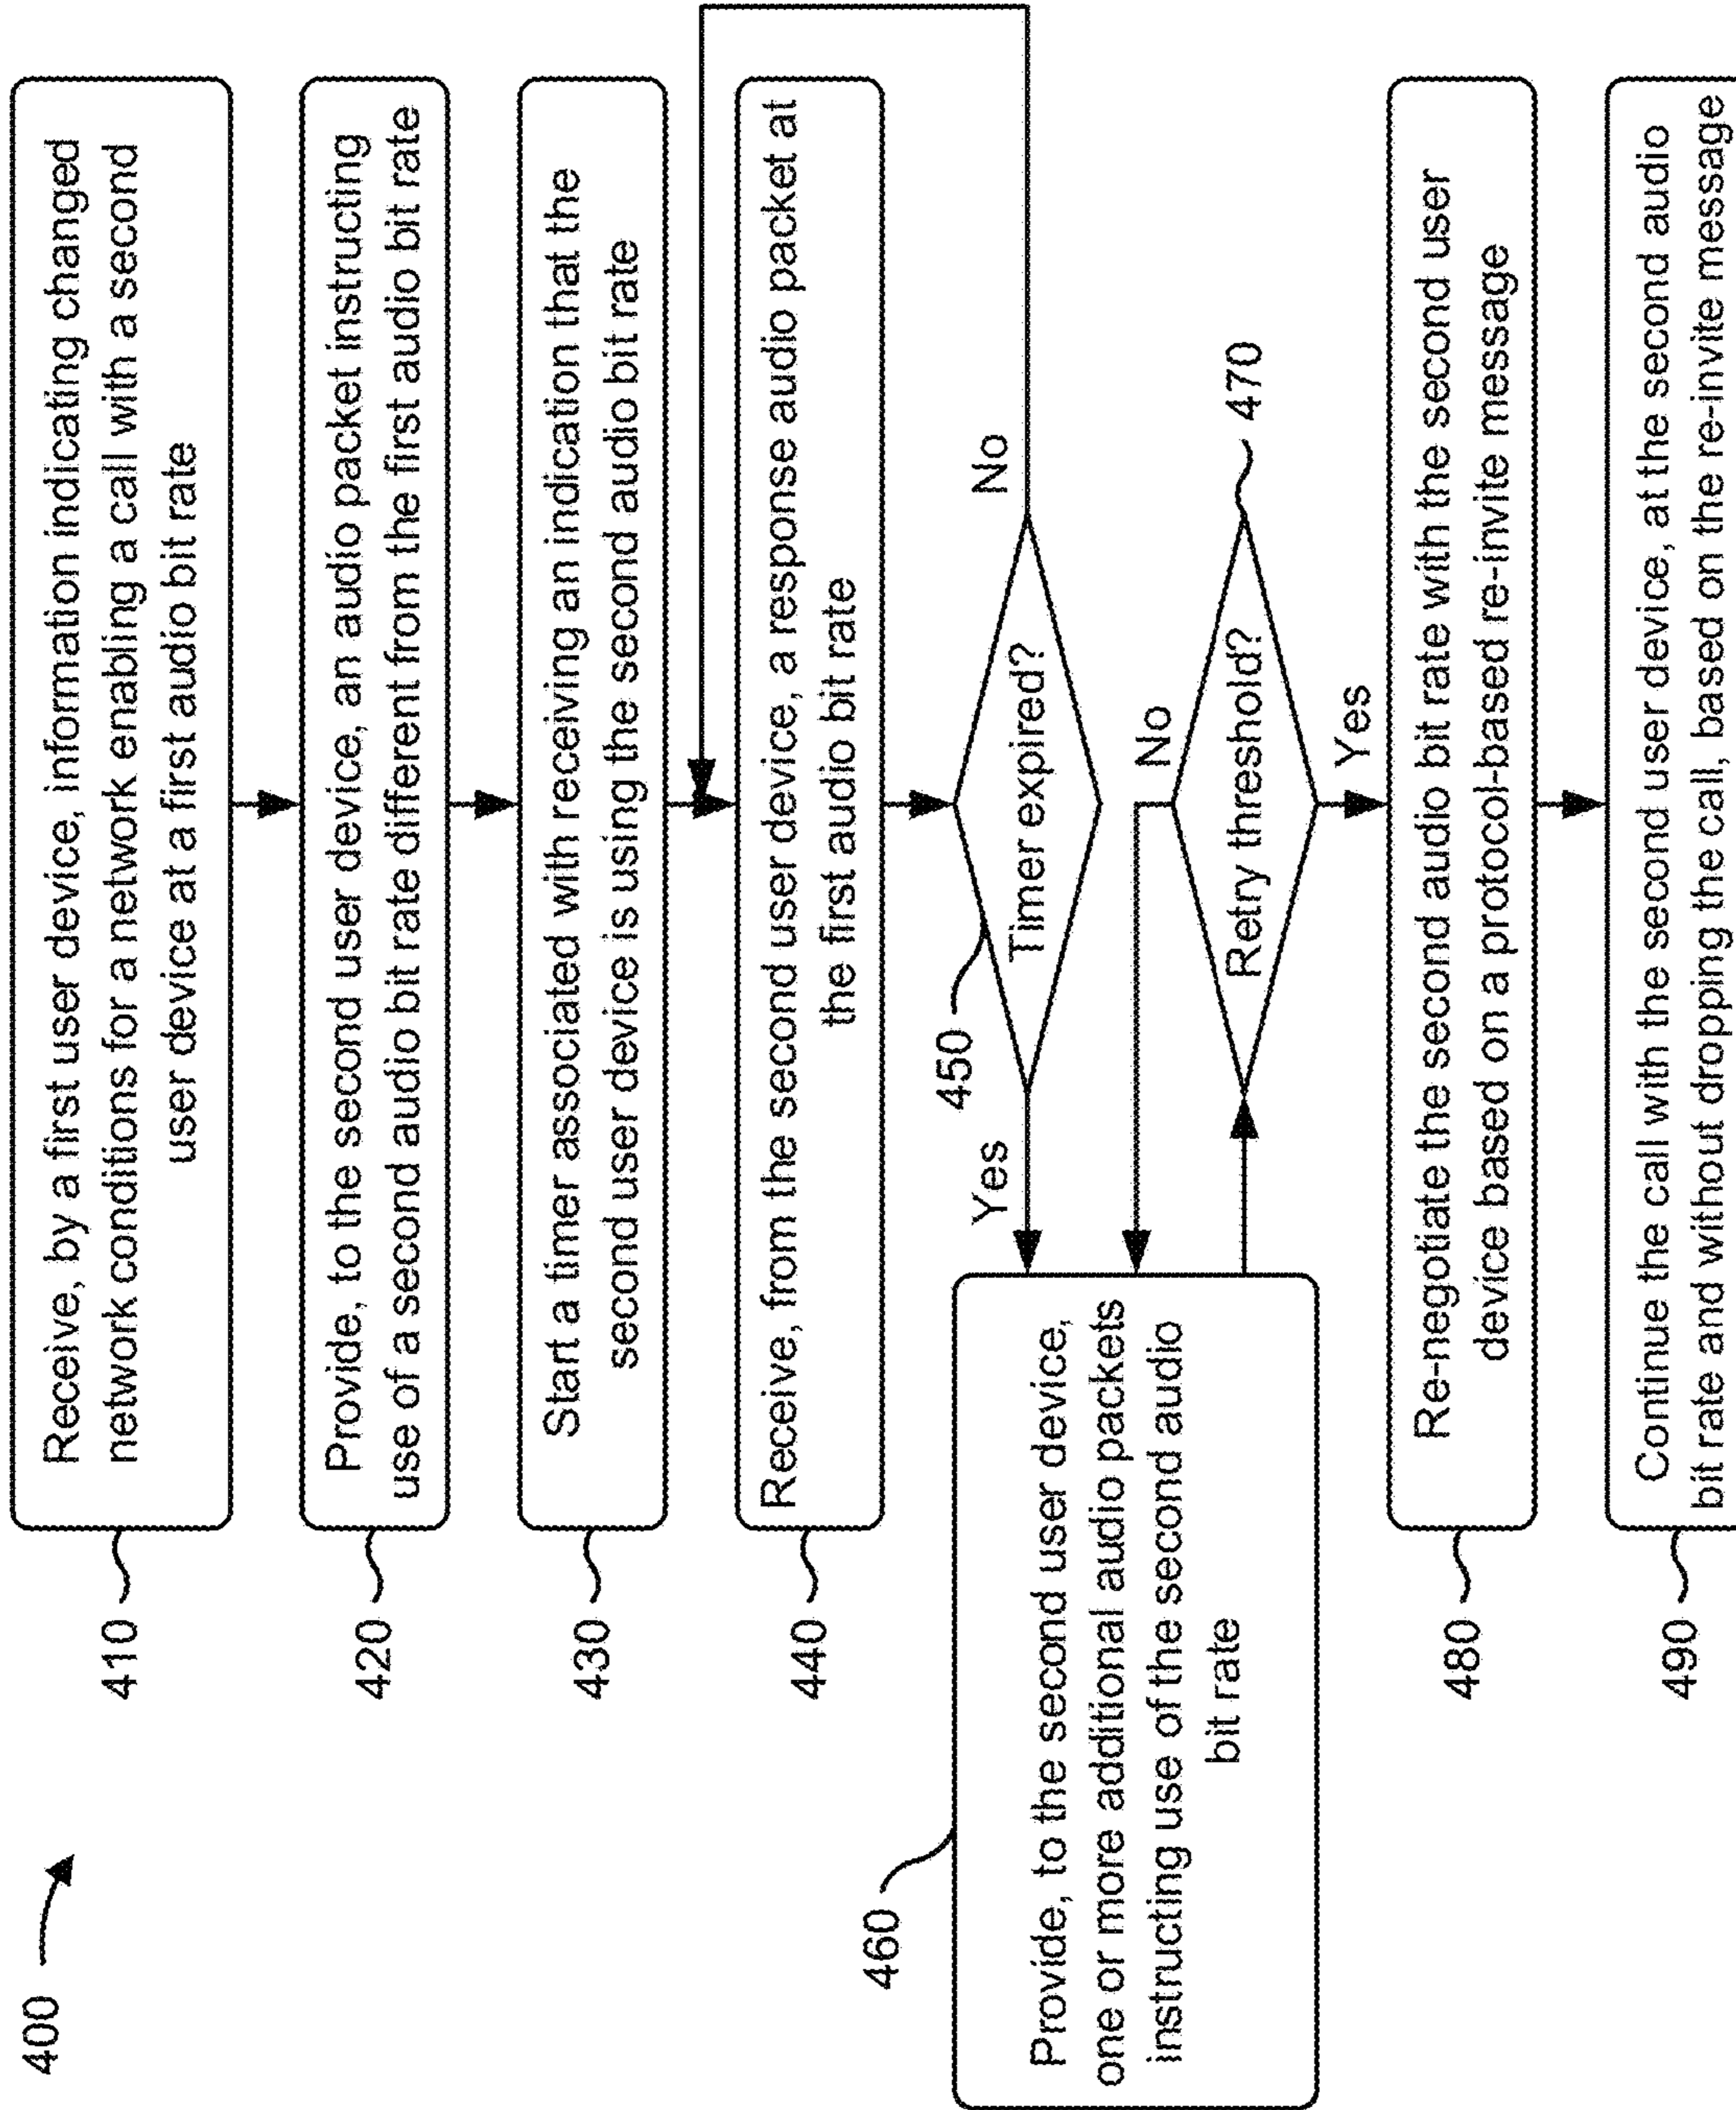 400
410
Receive, by a first user device, information indicating changed
network conditions for a network enabling a call with a second
user device at a first audio bit rate
420
Provide, to the second user device, an audio packet instructing
use of a second audio bit rate different from the first audio bit rate
430
Start a timer associated with receiving an indication that the
second user device is using the second audio bit rate
440
Receive, from the second user device, a response audio packet at
the first audio bit rate
450
Timer expired?
Yes
No
460
Provide, to the second user device,
one or more additional audio packets
instructing use of the second audio
bit rate
No
Retry threshold?
470
Yes
480
Re-negotiate the second audio bit rate with the second user
device based on a protocol-based re-invite message
490
Continue the call with the second user device, at the second audio
bit rate and without dropping the call, based on the re-invite message